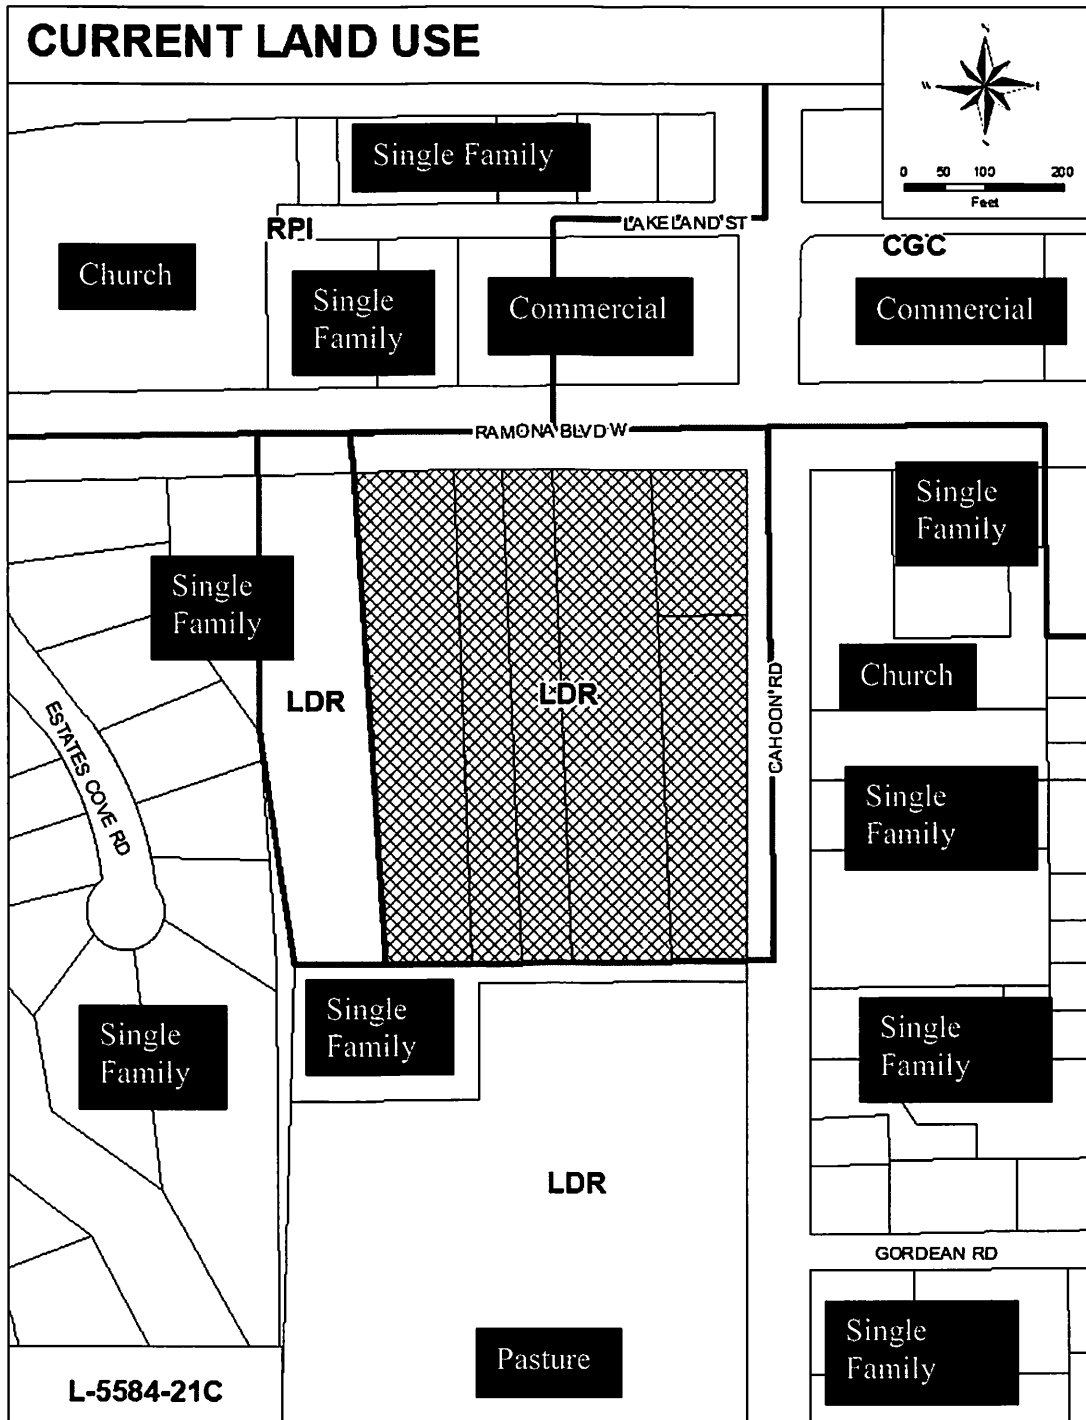 CURRENT LAND USE
N
W
0 50 100 200
Feet
Single Family
RPI
LAKELAND ST
CGC
Church
Single
Family
Commercial
Commercial
RAMONA BLVD W
Single
Family
Single
Family
LDR
LDR
CAHOON RD
Church
ESTATES COVE RD
Single
Family
Single
Family
Single
Family
Single
Family
LDR
GORDEAN RD
Single
Family
Pasture
L-5584-21C